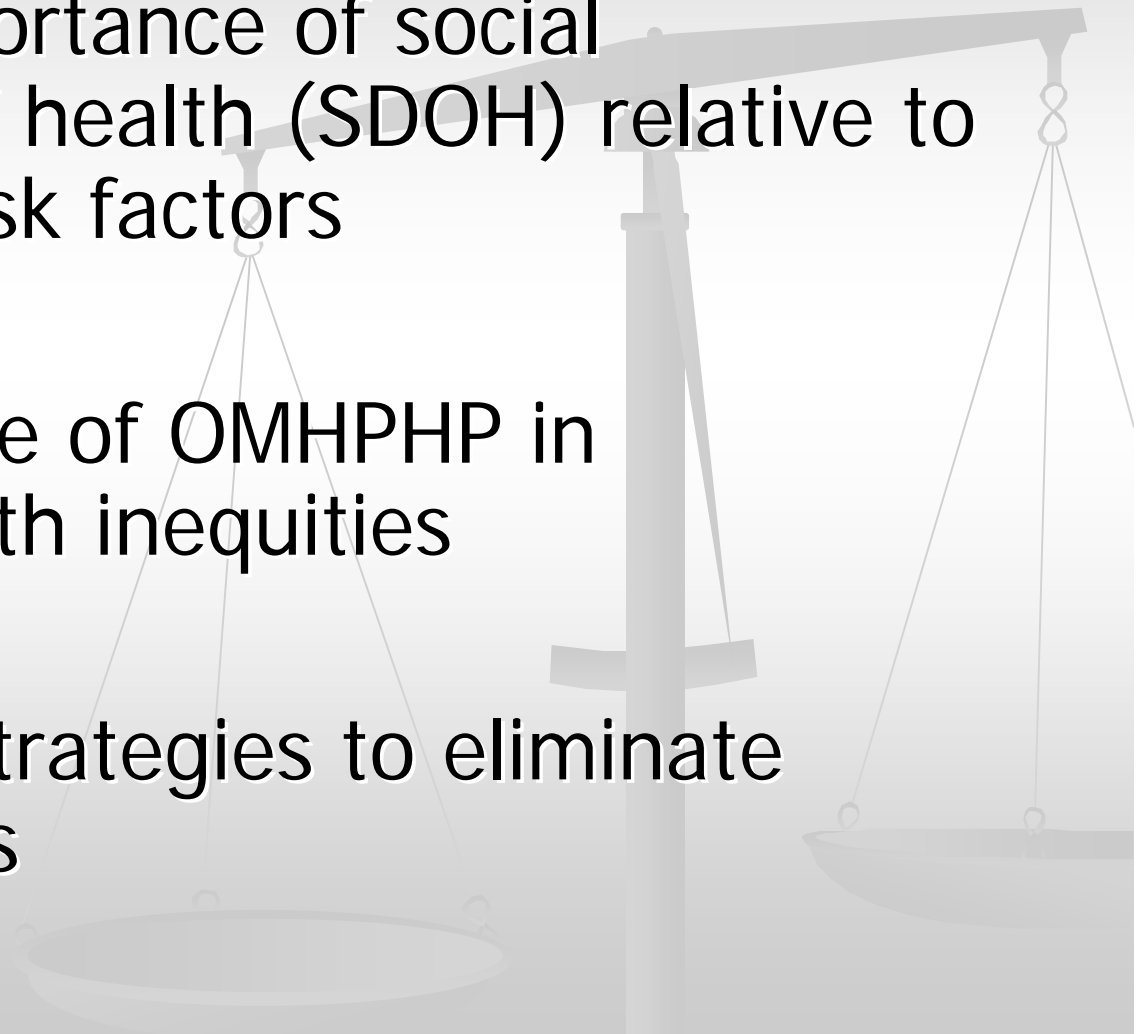 ortance of social
health (SDOH) relative to
sk factors
e of OMHPHP in
th inequities
trategies to eliminate
s